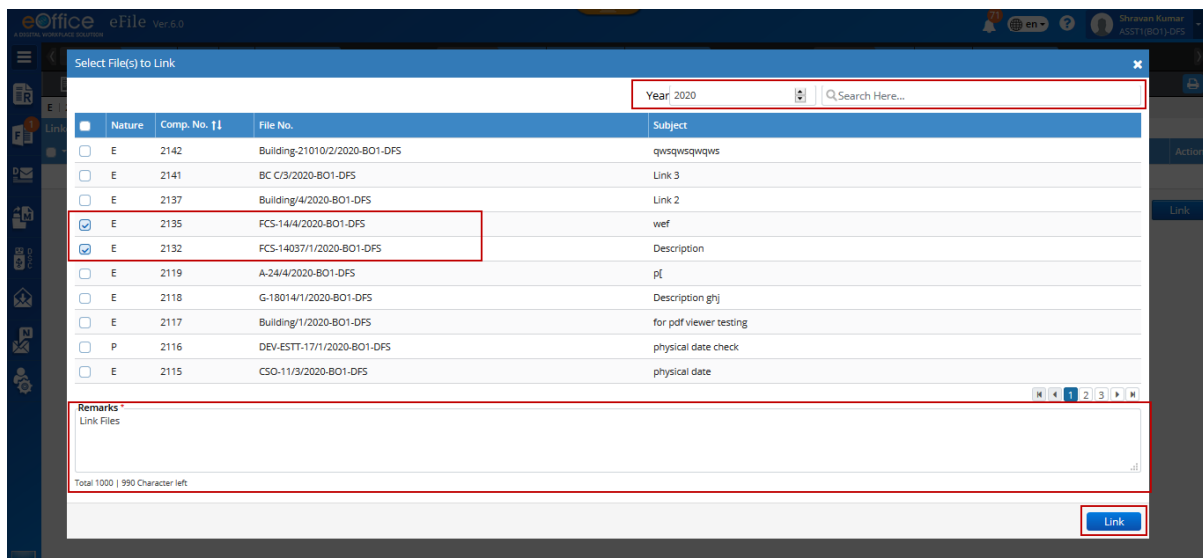 eOffice eFile Ver.6.0
A DIGITAL WORKPLACE SOLUTION
71
en
?
Shravan Kumar
ASST1(BO1)-DFS
Select File(s) to Link
Year 2020 Search Here...
Nature Comp. No. File No. Subject
E 2142 Building-21010/2/2020-BO1-DFS qwsqwsqwqws
E 2141 BC C/3/2020-BO1-DFS Link 3
E 2137 Building/4/2020-BO1-DFS Link 2
E 2135 FCS-14/4/2020-BO1-DFS wef
E 2132 FCS-14037/1/2020-BO1-DFS Description
E 2119 A-24/4/2020-BO1-DFS p[
E 2118 G-18014/1/2020-BO1-DFS Description ghj
E 2117 Building/1/2020-BO1-DFS for pdf viewer testing
P 2116 DEV-ESTT-17/1/2020-BO1-DFS physical date check
E 2115 CSO-11/3/2020-BO1-DFS physical date
1 2 3
Remarks *
Link Files
Total 1000 | 990 Character left
Link
Link
Action
Link
E